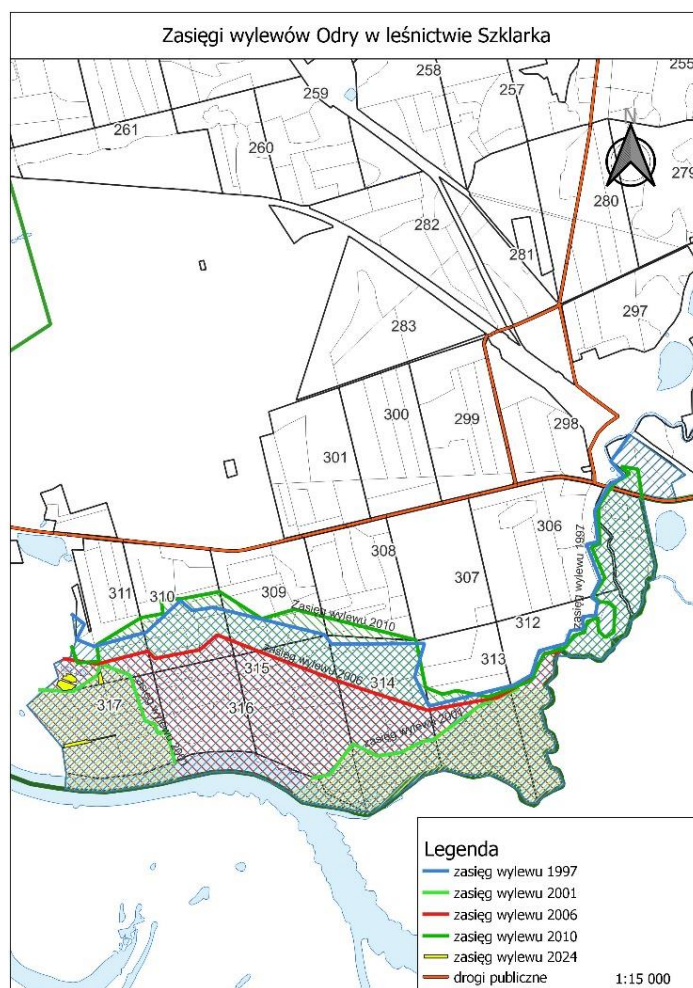 Zasięgi wylewów Odry w leśnictwie Szklarka
255
258
259
257
261
N
260
279
280
282
281
297
283
300
299
298
301
306
308
307
311
310
309
zasięg wylewu 1997
Zasięg wylewu 2010
312
315
313
zasięg wylewu 2006
314
317
316
zasięg wylewu 2001
zasięg wylewu 2001
Legenda
zasięg wylewu 1997
zasięg wylewu 2001
zasięg wylewu 2006
zasięg wylewu 2010
zasięg wylewu 2024
drogi publiczne
1:15 000